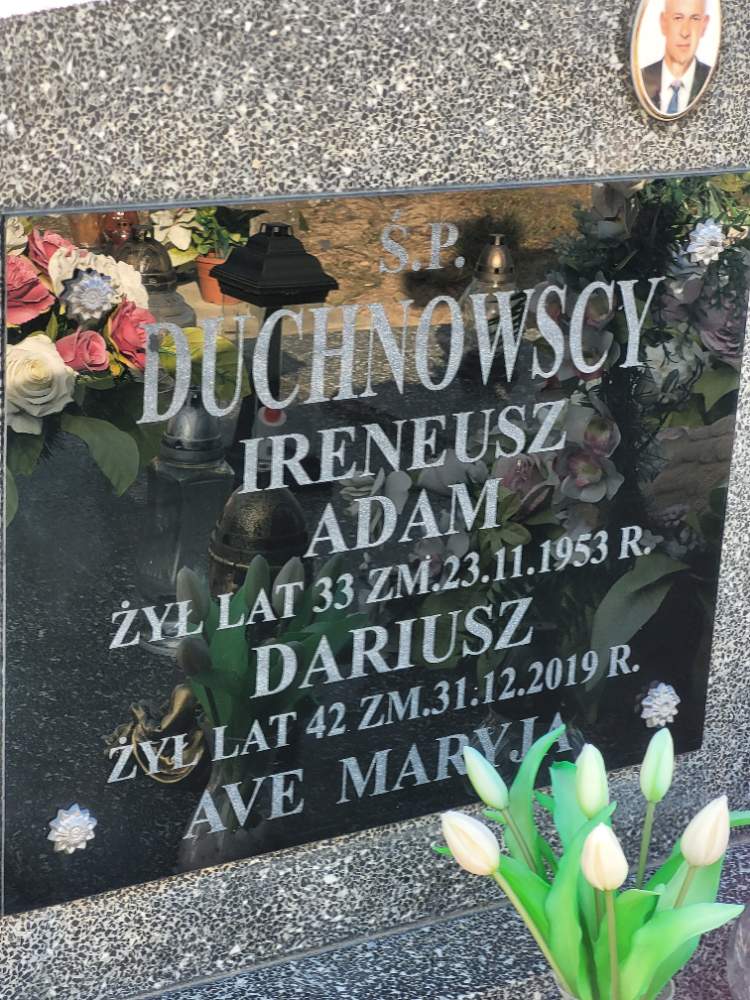 Ś.P.
DUCHNOWSCY
IRENEUSZ
ADAM
ŻYŁ LAT 33 ZM.23.11.1953 R.
DARIUSZ
ŻYŁ LAT 42 ZM.31.12.2019 R.
AVE MARYJA